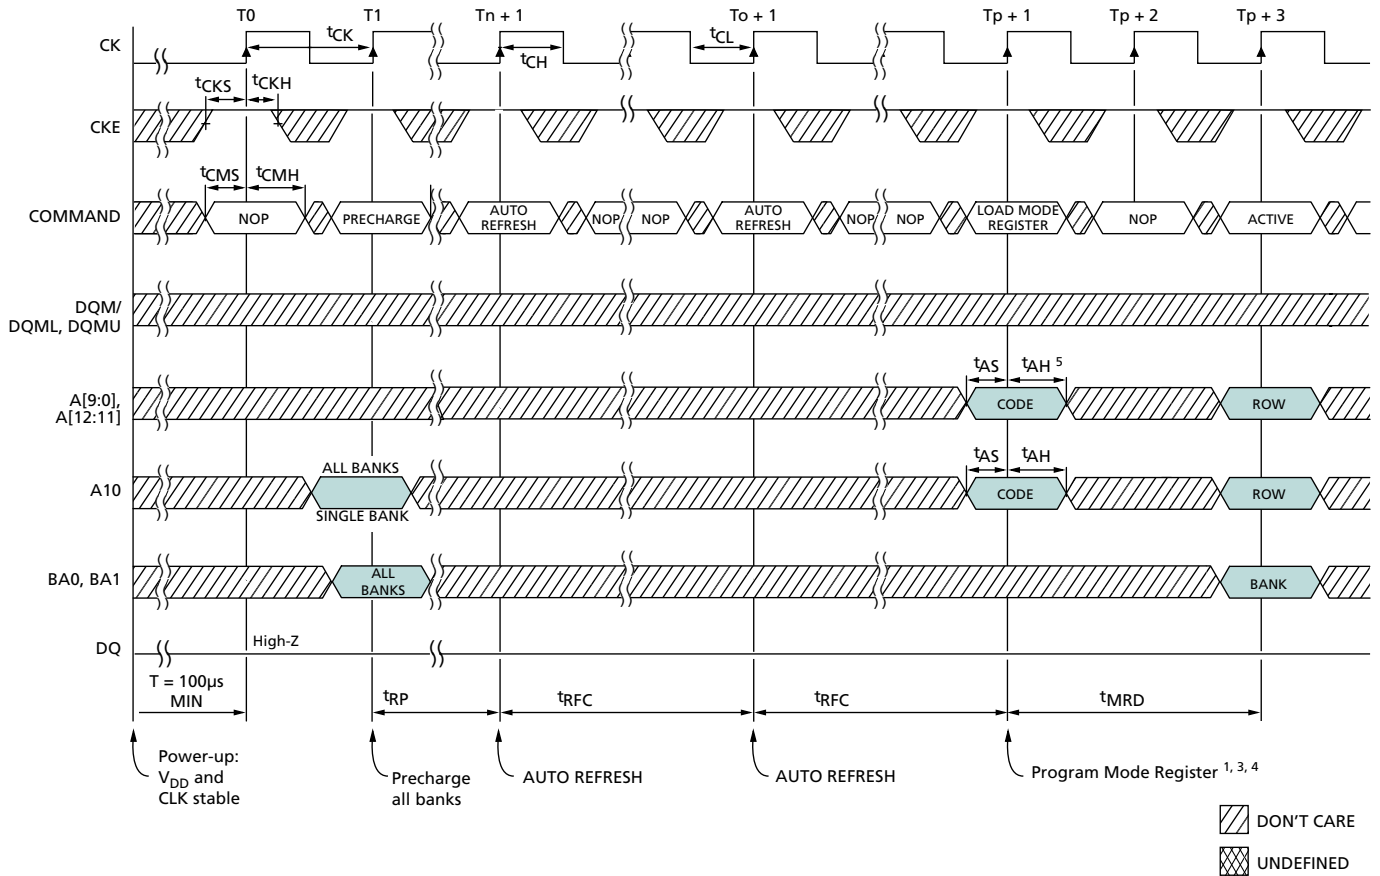 T0 T1 Tn + 1 To + 1 Tp + 1 Tp + 2 Tp + 3
CK
tCK
tCH
tCL
tCKS tCKH
CKE
tCMS tCMH
COMMAND
NOP PRECHARGE AUTO REFRESH NOP NOP AUTO REFRESH NOP NOP LOAD MODE REGISTER NOP ACTIVE
DQM/
DQML, DQMU
tAS tAH 5
A[9:0],
A[12:11]
CODE ROW
ALL BANKS
tAS tAH
A10
CODE ROW
SINGLE BANK
BA0, BA1
ALL
BANKS
BANK
DQ
High-Z
T = 100µs
MIN
tRP tRFC tRFC tMRD
Power-up:
VDD and
CLK stable
Precharge
all banks
AUTO REFRESH
AUTO REFRESH
Program Mode Register 1, 3, 4
DON'T CARE
UNDEFINED